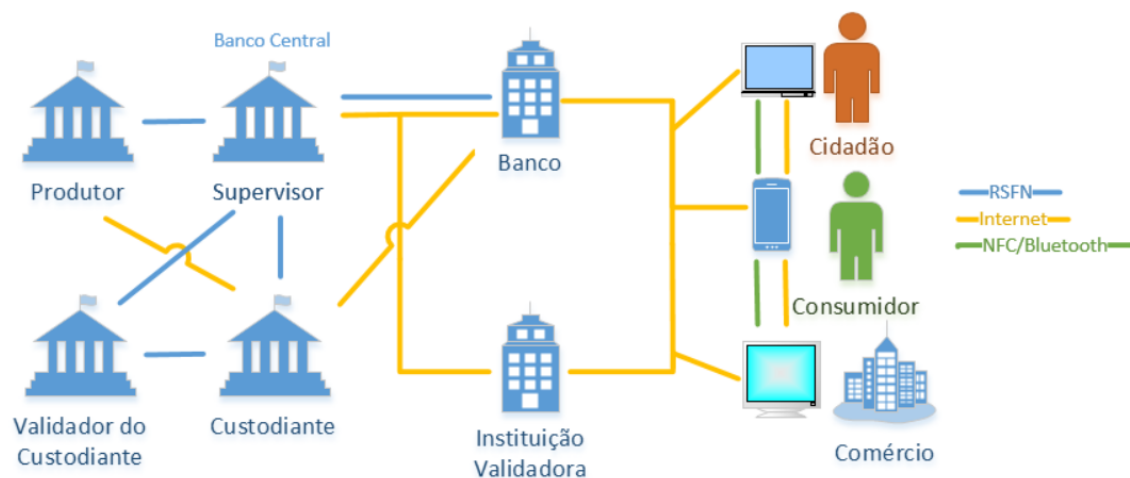 Banco Central
Produtor
Supervisor
Banco
Cidadão
RSFN
Internet
NFC/Bluetooth
Consumidor
Validador do
Custodiante
Custodiante
Instituição
Validadora
Comércio